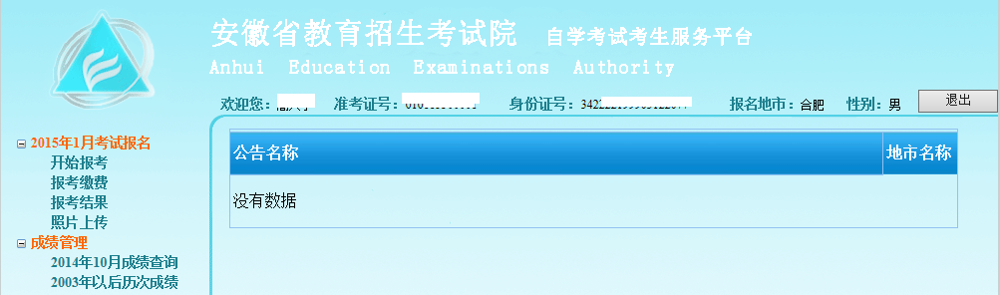 安徽省教育招生考试院 自学考试考生服务平台
Anhui Education Examinations Authority
欢迎您： 准考证号： 身份证号： 报名地市：合肥 性别：男 退出
2015年1月考试报名
开始报考
报考缴费
报考结果
照片上传
成绩管理
2014年10月成绩查询
2003年以后历次成绩
公告名称 地市名称
没有数据